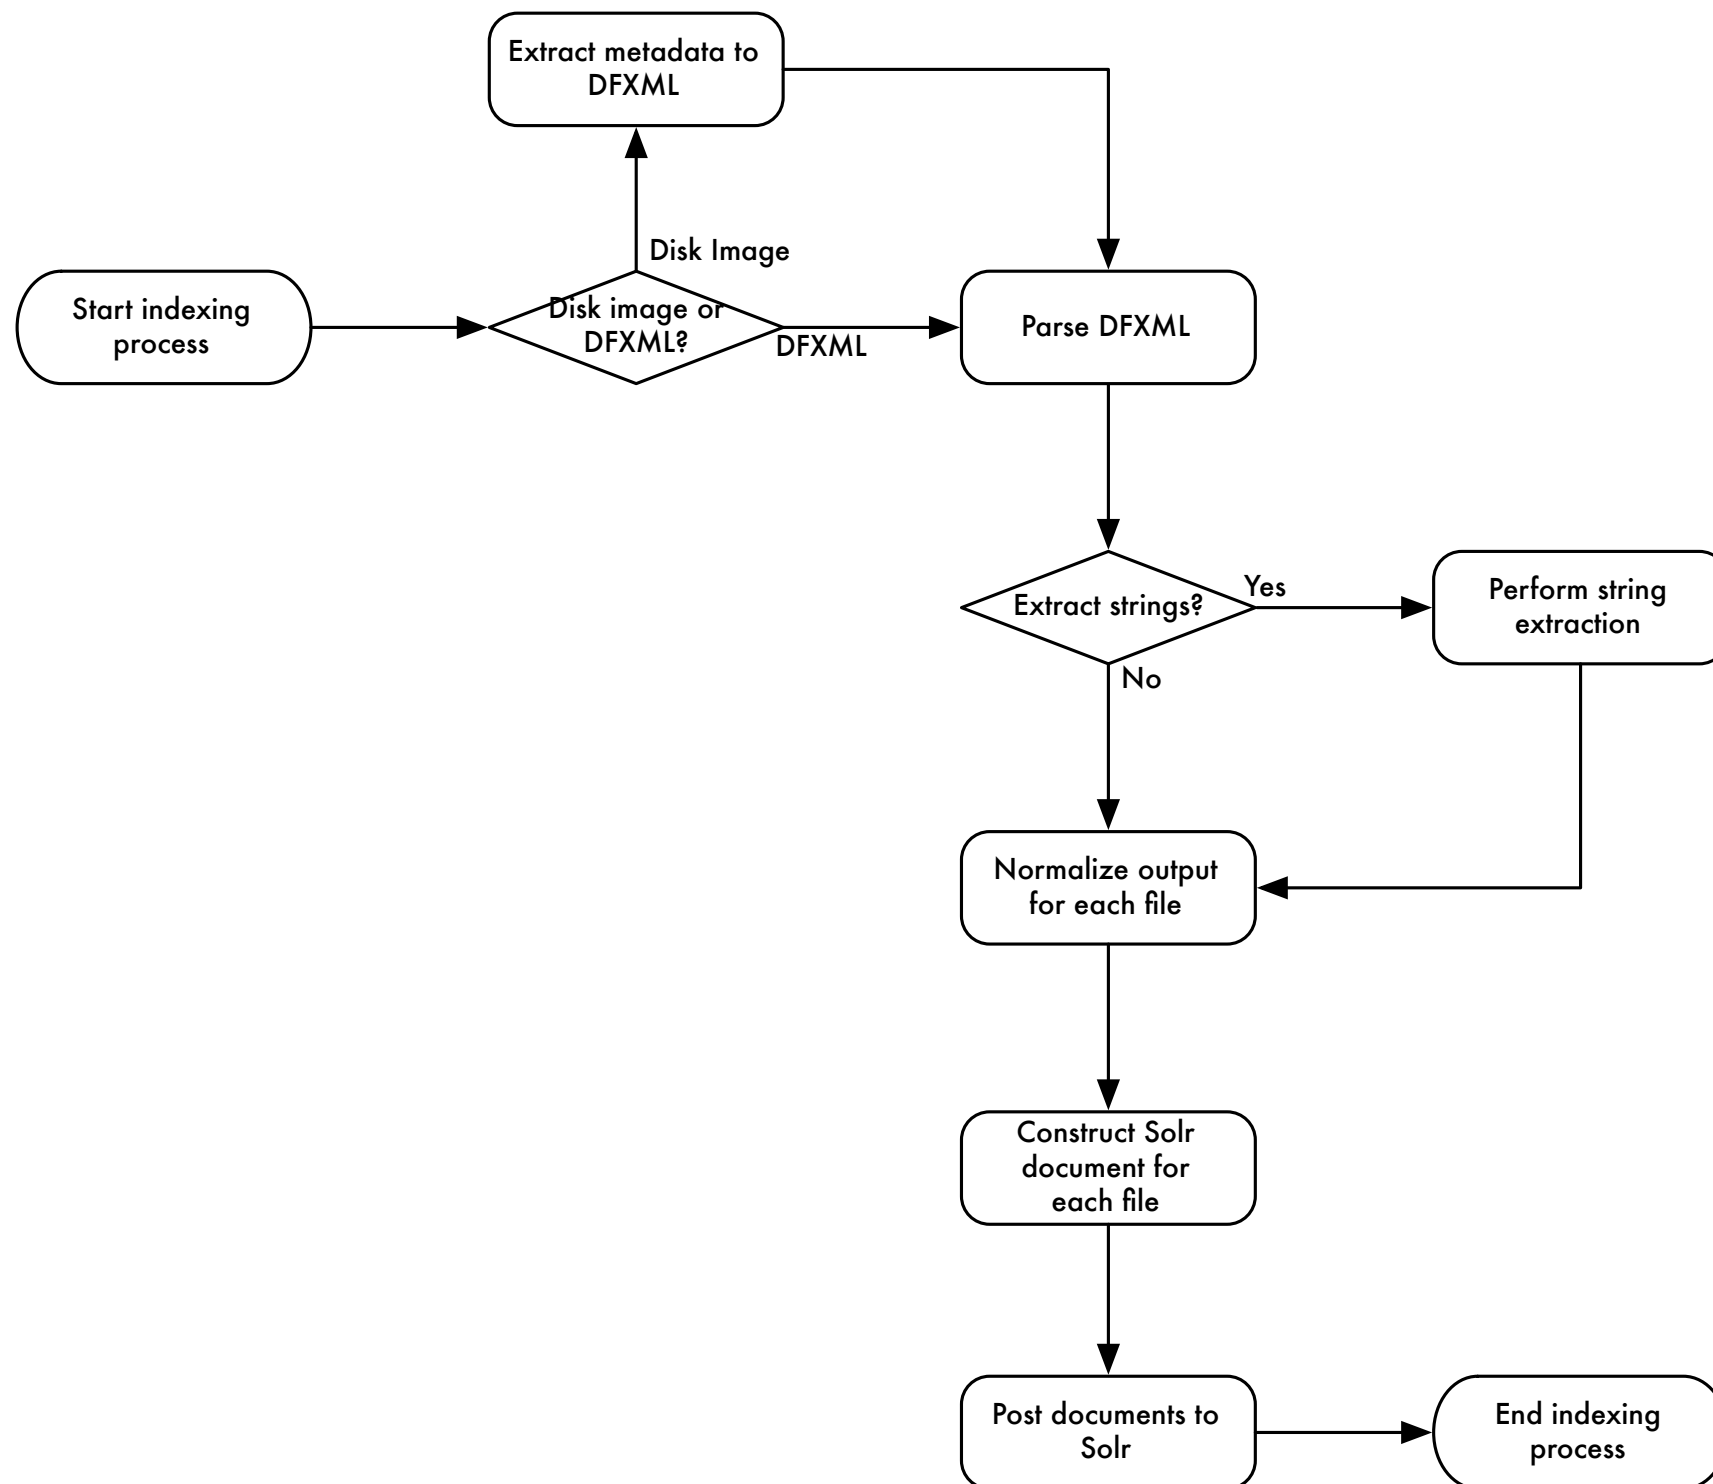 Extract metadata to
DFXML
Disk Image
Start indexing
process
Disk image or
DFXML?
DFXML
Parse DFXML
Extract strings?
Yes
Perform string
extraction
No
Normalize output
for each file
Construct Solr
document for
each file
Post documents to
Solr
End indexing
process